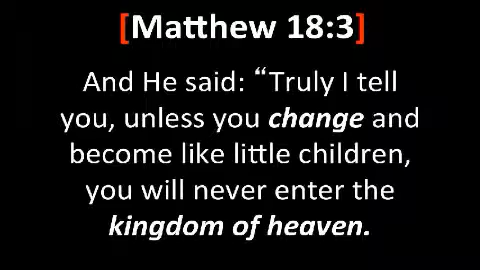 [Matthew 18:3]
And He said: “Truly I tell
you, unless you change and
become like little children,
you will never enter the
kingdom of heaven.